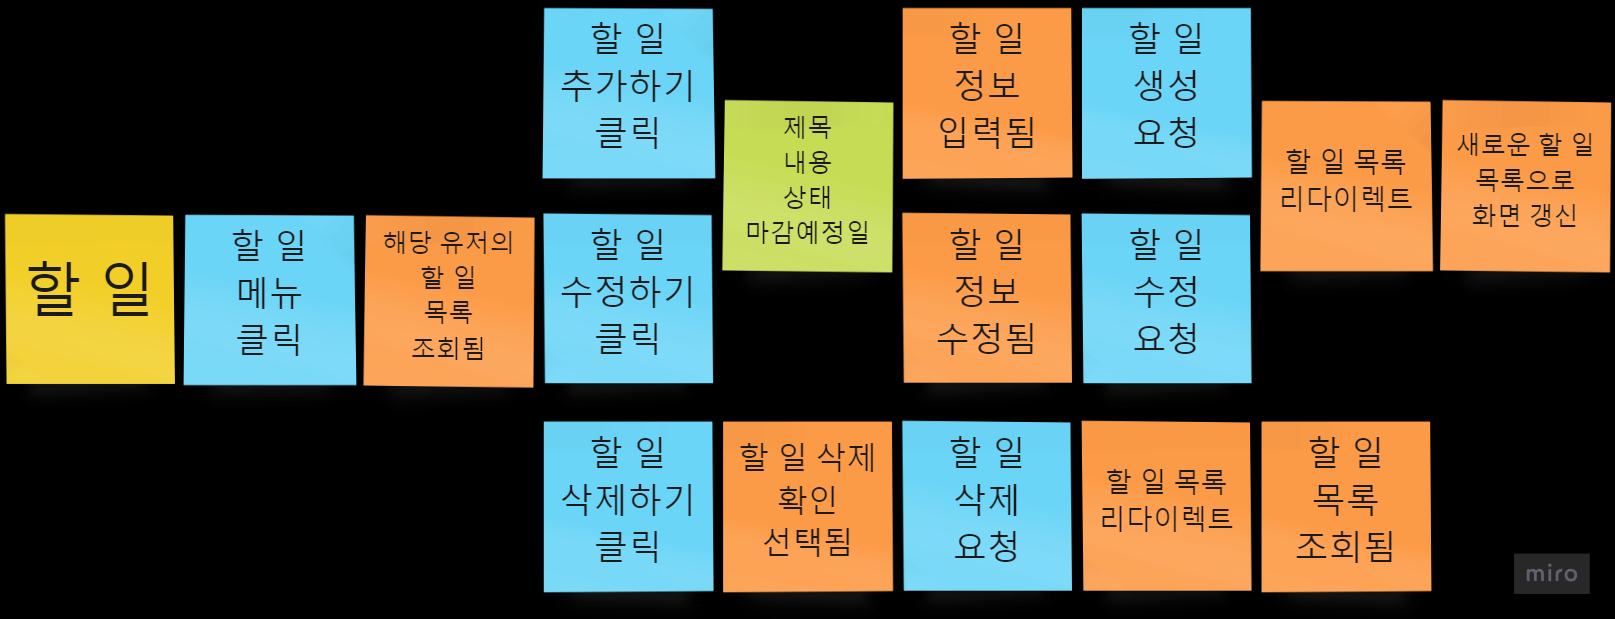 할 일
할 일
메뉴
클릭
해당 유저의
할 일
목록
조회됨
할 일
추가하기
클릭
할 일
수정하기
클릭
제목
내용
상태
마감예정일
할 일
정보
입력됨
할 일
생성
요청
할 일
정보
수정됨
할 일
수정
요청
할 일 목록
리다이렉트
새로운 할 일
목록으로
화면 갱신
할 일
삭제하기
클릭
할 일 삭제
확인
선택됨
할 일
삭제
요청
할 일 목록
리다이렉트
할 일
목록
조회됨
miro